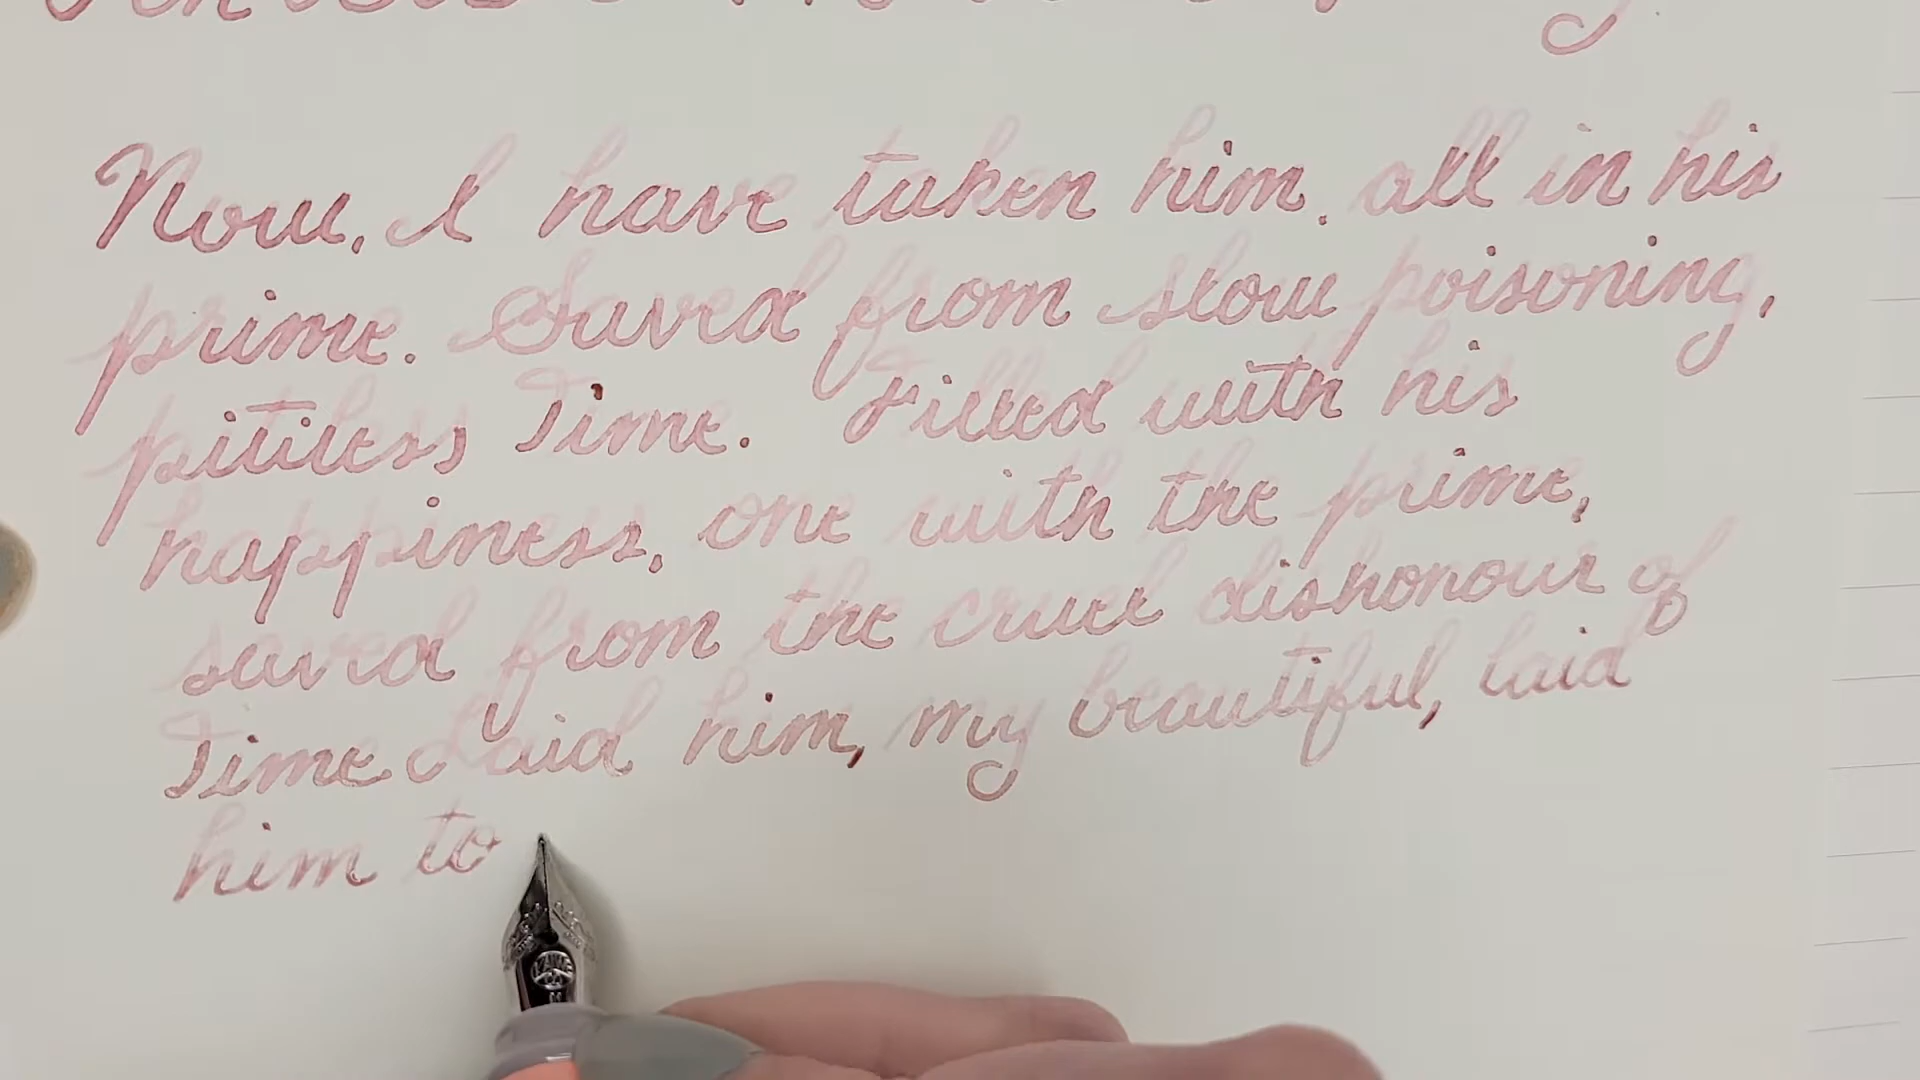 Now, I have taken him, all in his
prime. Saved from slow poisoning,
pitiless Time. Filled with his
happiness, one with the prime,
saved from the cruel dishonour of
Time Laid him, my beautiful, laid
him to